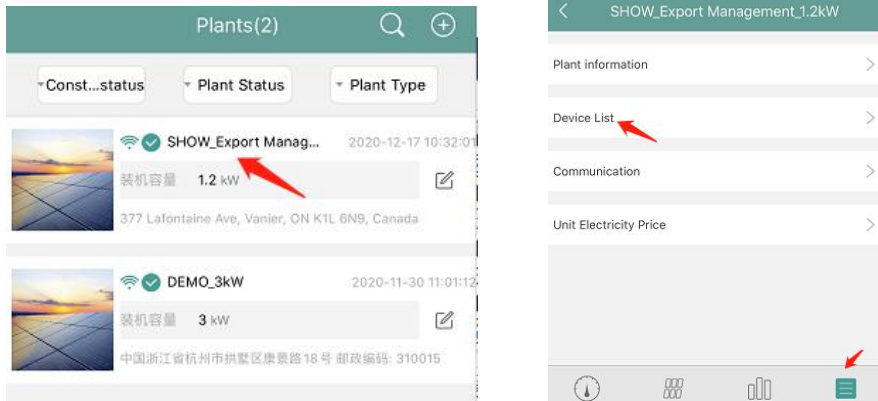 Plants(2)
Const...status
Plant Status
Plant Type
SHOW_Export Manag... 2020-12-17 10:32:01
装机容量 1.2 kW
377 Lafontaine Ave, Vanier, ON K1L 6N9, Canada
DEMO_3kW 2020-11-30 11:01:12
装机容量 3 kW
中国浙江省杭州市拱墅区康景路18号 邮政编码: 310015
SHOW_Export Management_1.2kW
Plant information
Device List
Communication
Unit Electricity Price